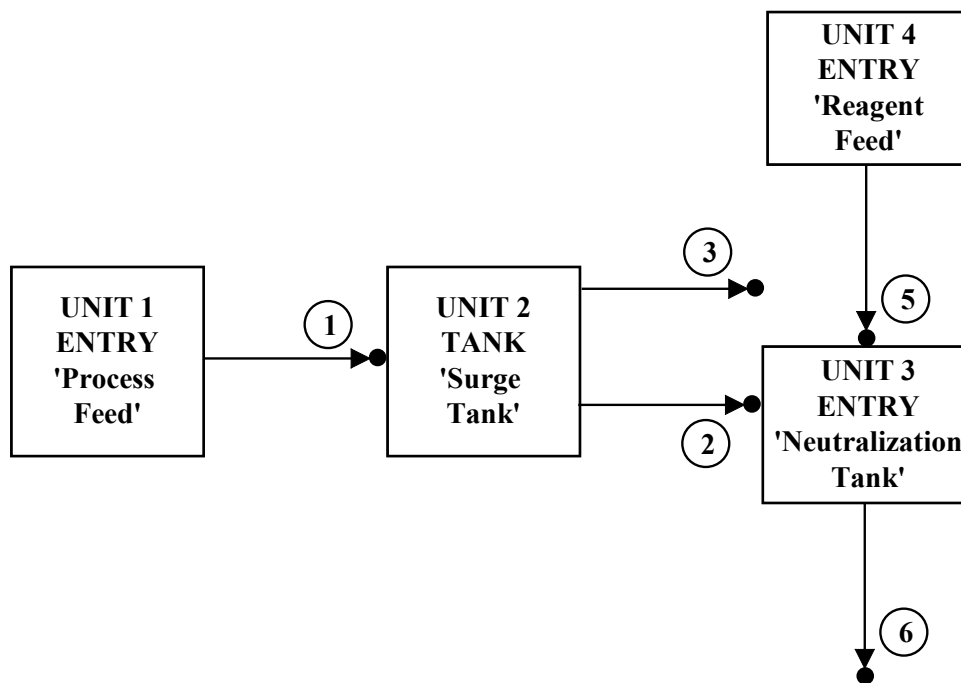 UNIT 4
ENTRY
'Reagent
Feed'
3
UNIT 1
ENTRY
'Process
Feed'
1
UNIT 2
TANK
'Surge
Tank'
5
2
UNIT 3
ENTRY
'Neutralization
Tank'
6